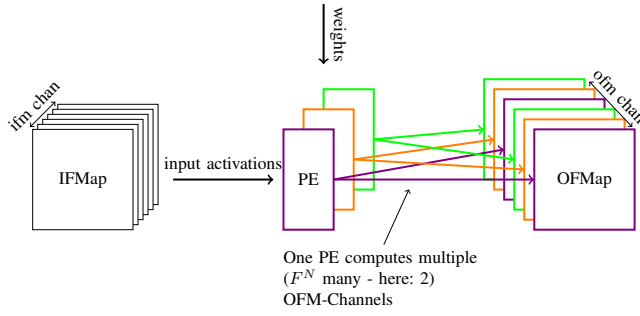 weights
ifm chan
ofm chan
IFMap
input activations
PE
OFMap
One PE computes multiple
(F^N many - here: 2)
OFM-Channels